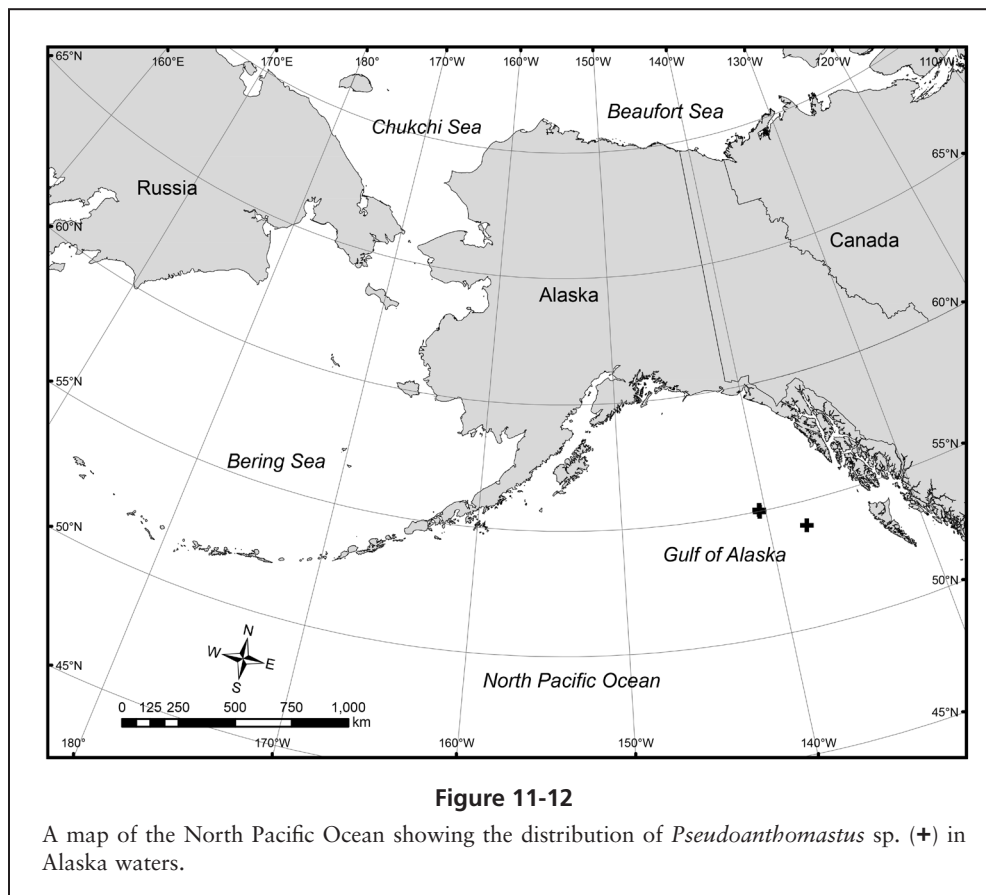 65°N 160°E 170°E 180° 170°W 160°W 150°W 140°W 130°W 120°W 110°W
Beaufort Sea
Chukchi Sea
65°N
Russia
60°N
Canada
Alaska
60°N
55°N
55°N
Bering Sea
50°N
Gulf of Alaska
50°N
N
W E
S
45°N
North Pacific Ocean
0 125 250 500 750 1,000
km
45°N
180° 170°W 160°W 150°W 140°W
Figure 11-12
A map of the North Pacific Ocean showing the distribution of Pseudoanthomastus sp. (+) in
Alaska waters.